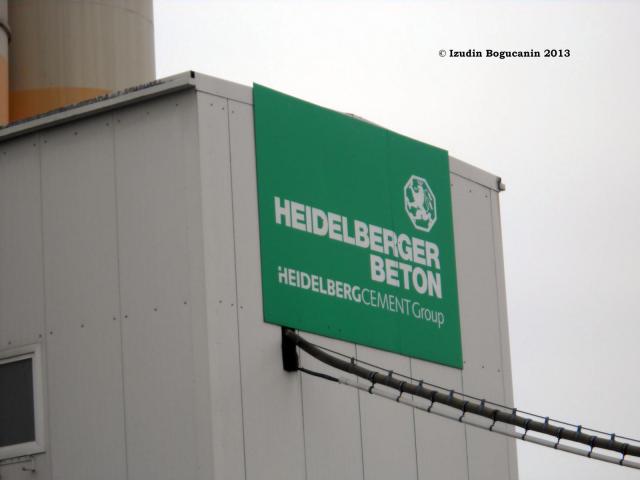 © Izudin Bogucanin 2013
HEIDELBERGER
BETON
HEIDELBERGCEMENT Group